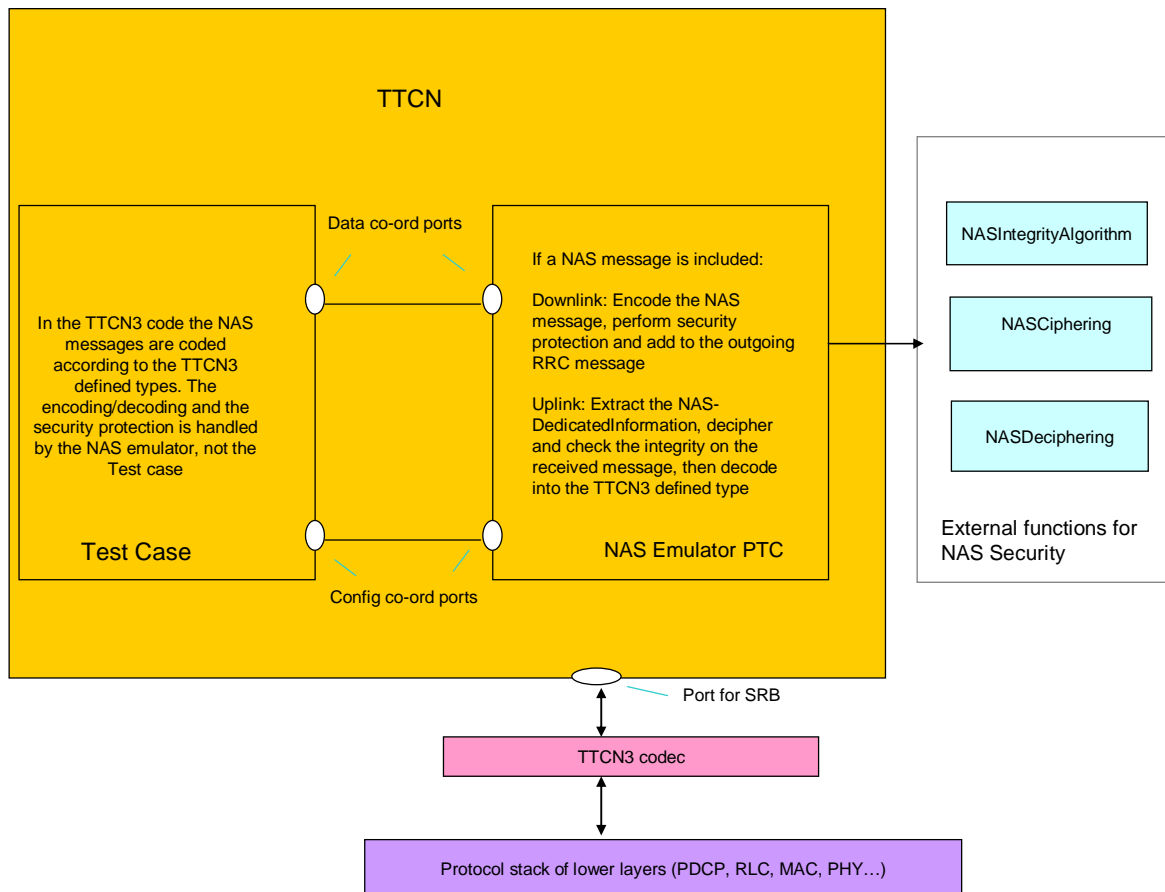 TTCN
Data co-ord ports
In the TTCN3 code the NAS
messages are coded
according to the TTCN3
defined types. The
encoding/decoding and the
security protection is handled
by the NAS emulator, not the
Test case
Test Case
If a NAS message is included:
Downlink: Encode the NAS
message, perform security
protection and add to the outgoing
RRC message
Uplink: Extract the NAS-
DedicatedInformation, decipher
and check the integrity on the
received message, then decode
into the TTCN3 defined type
NAS Emulator PTC
Config co-ord ports
NASIntegrityAlgorithm
NASCiphering
NASDeciphering
External functions for
NAS Security
Port for SRB
TTCN3 codec
Protocol stack of lower layers (PDCP, RLC, MAC, PHY…)